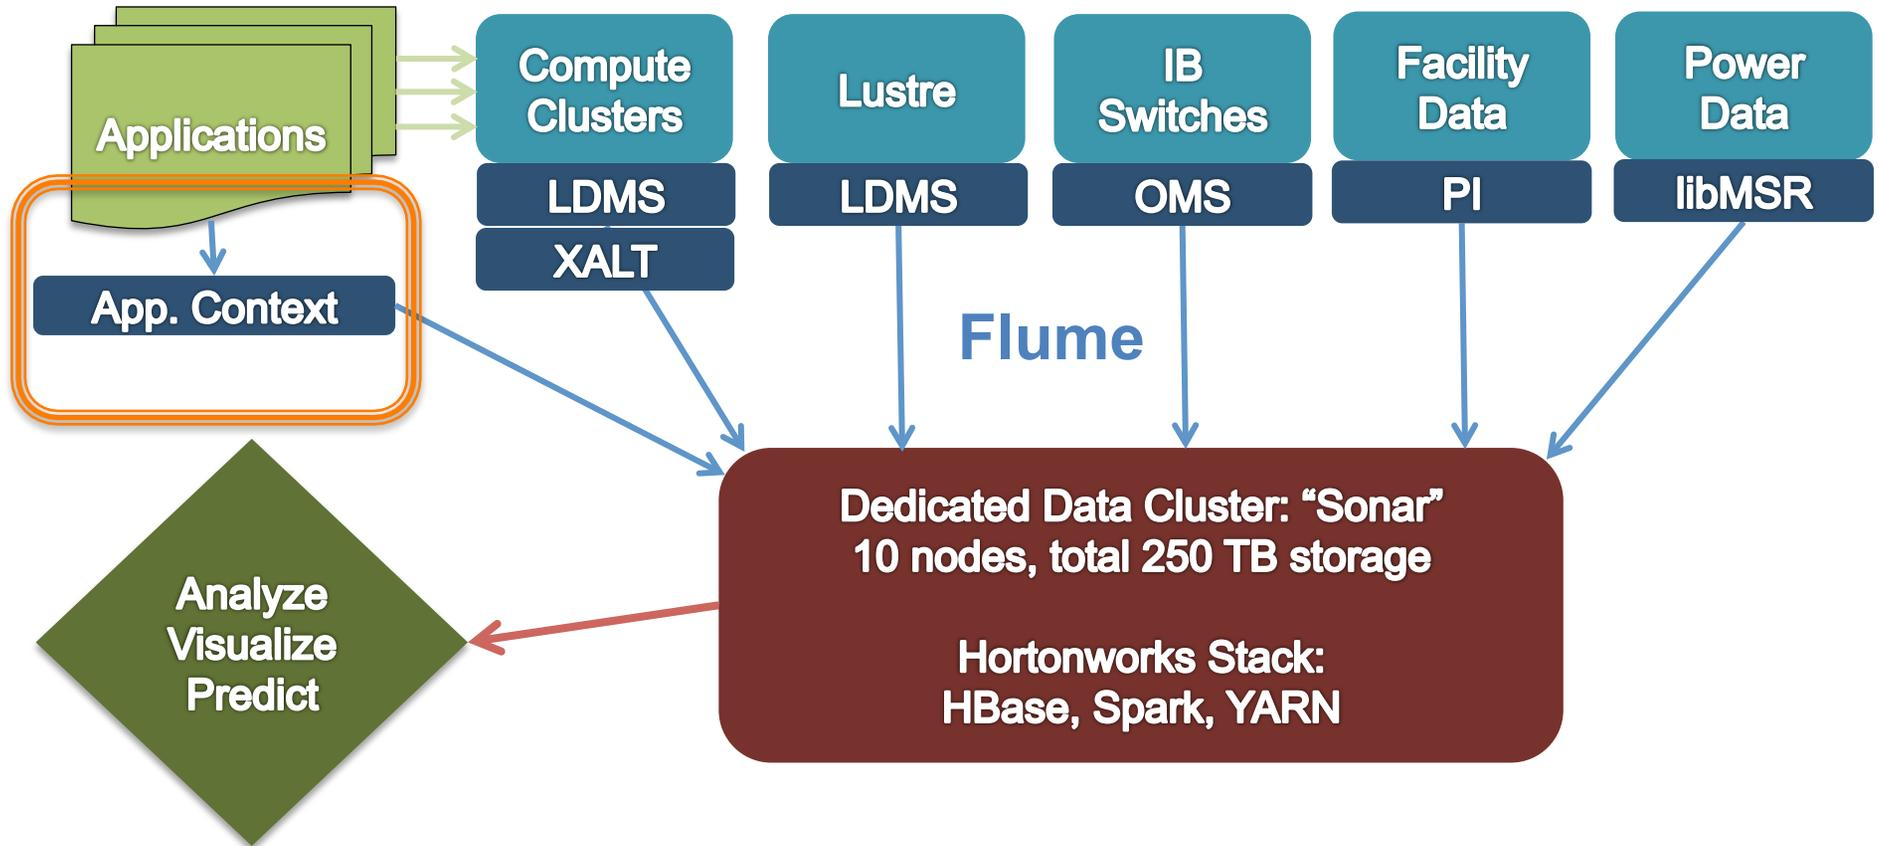 Applications
Compute
Clusters
Lustre
IB
Switches
Facility
Data
Power
Data
LDMS
LDMS
OMS
PI
libMSR
XALT
App. Context
Flume
Dedicated Data Cluster: “Sonar”
10 nodes, total 250 TB storage
Hortonworks Stack:
HBase, Spark, YARN
Analyze
Visualize
Predict